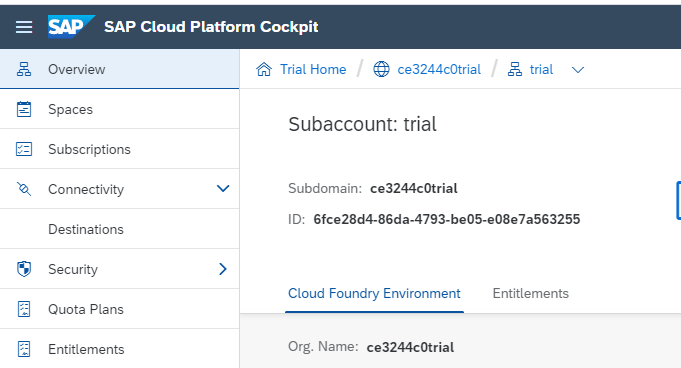 SAP SAP Cloud Platform Cockpit
Overview
Spaces
Subscriptions
Connectivity
Destinations
Security
Quota Plans
Entitlements
Trial Home / ce3244c0trial / trial
Subaccount: trial
Subdomain: ce3244c0trial
ID: 6fce28d4-86da-4793-be05-e08e7a563255
Cloud Foundry Environment Entitlements
Org. Name: ce3244c0trial